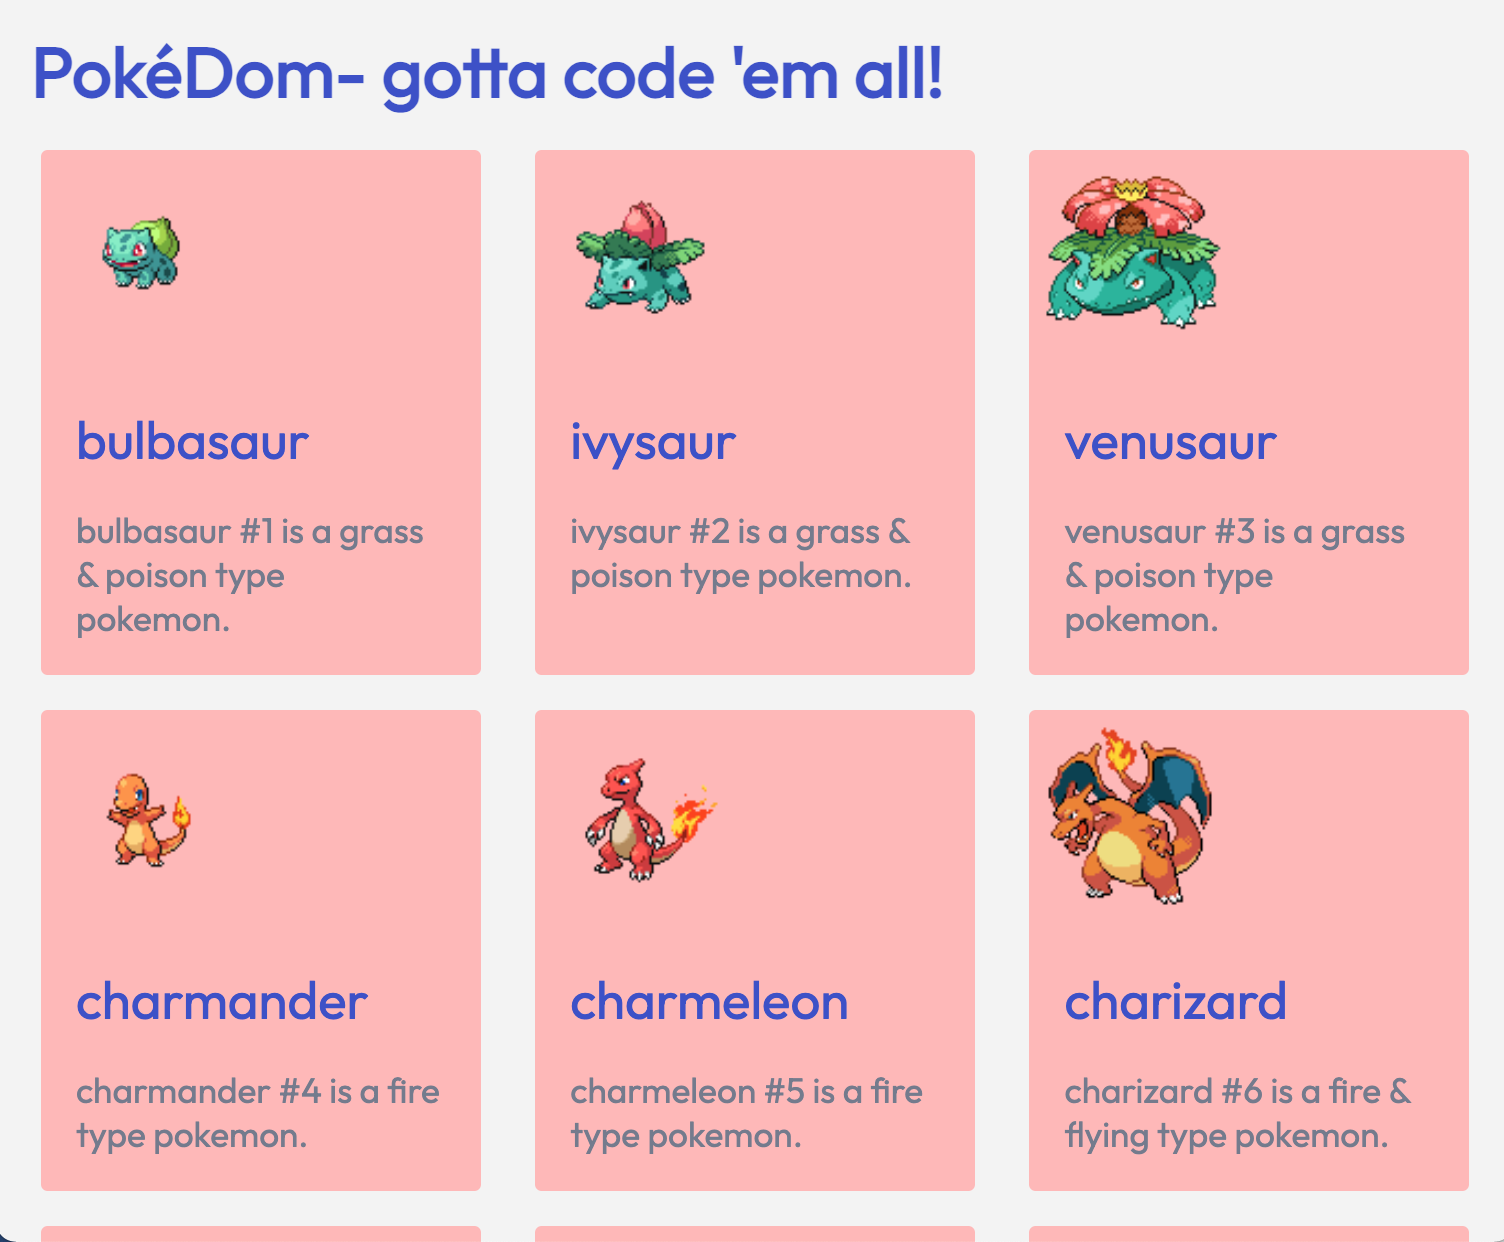 PokéDom- gotta code 'em all!
bulbasaur
bulbasaur #1 is a grass
& poison type
pokemon.
ivysaur
ivysaur #2 is a grass &
poison type pokemon.
venusaur
venusaur #3 is a grass
& poison type
pokemon.
charmander
charmander #4 is a fire
type pokemon.
charmeleon
charmeleon #5 is a fire
type pokemon.
charizard
charizard #6 is a fire &
flying type pokemon.